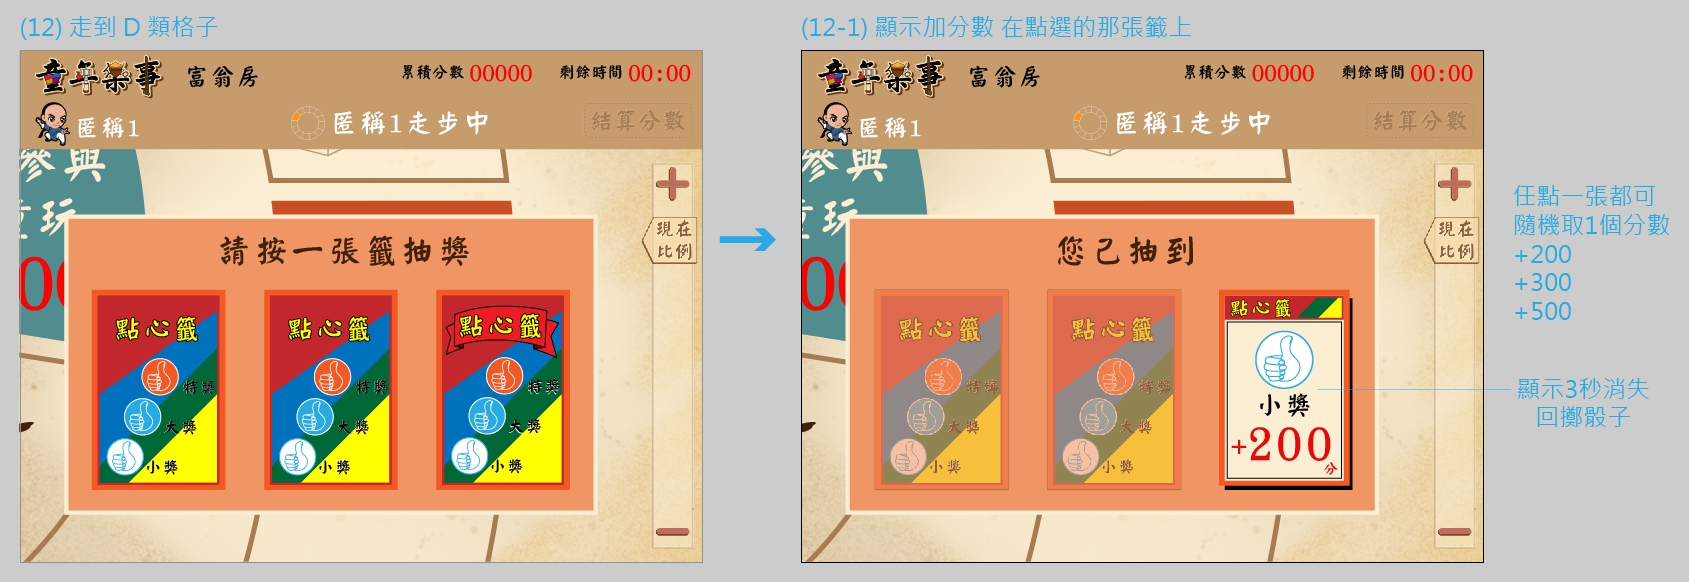 (12) 走到 D 類格子
童年樂事
富翁房
累積分數 00000
剩餘時間 00:00
匿稱1
匿稱1走步中
結算分數
參與
玩
現在
比例
00
請按一張籤抽獎
點心籤
特獎
大獎
小獎
點心籤
特獎
大獎
小獎
點心籤
特獎
大獎
小獎
(12-1) 顯示加分數 在點選的那張籤上
童年樂事
富翁房
累積分數 00000
剩餘時間 00:00
匿稱1
匿稱1走步中
結算分數
參與
玩
現在
比例
00
您已抽到
點心籤
特獎
大獎
小獎
點心籤
特獎
大獎
小獎
點心籤
小獎
+200
分
任點一張都可
隨機取1個分數
+200
+300
+500
顯示3秒消失
回擲骰子